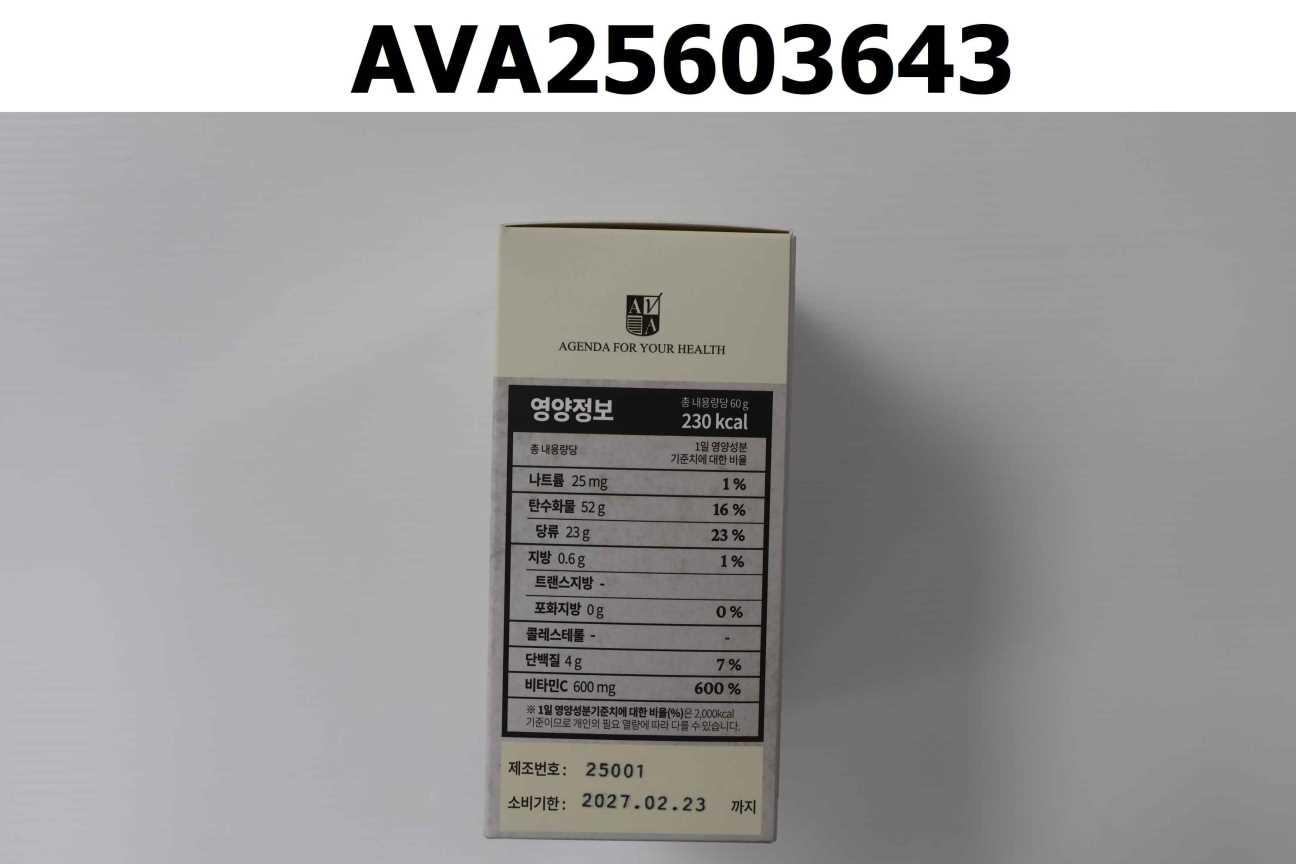 AVA25603643
AVA
AGENDA FOR YOUR HEALTH
영양정보
총 내용량당 60 g
230 kcal
총 내용량당
1일 영양성분
기준치에 대한 비율
나트륨 25 mg 1 %
탄수화물 52 g 16 %
당류 23 g 23 %
지방 0.6 g 1 %
트랜스지방 -
포화지방 0 g 0 %
콜레스테롤 - -
단백질 4 g 7 %
비타민C 600 mg 600 %
※ 1일 영양성분기준치에 대한 비율(%)은 2,000kcal
기준이므로 개인의 필요 열량에 따라 다를 수 있습니다.
제조번호 : 25001
소비기한 : 2027.02.23 까지